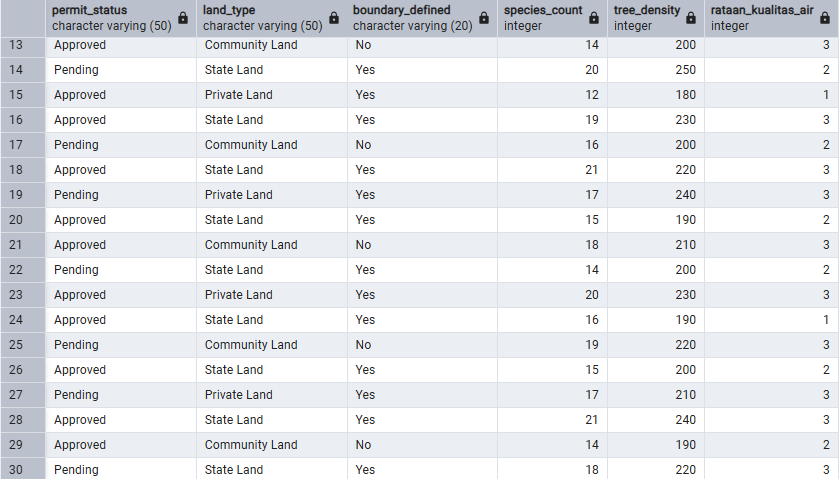 permit_status land_type boundary_defined species_count tree_density rataan_kualitas_air
character varying (50) character varying (50) character varying (20) integer integer integer
13 Approved Community Land No 14 200 3
14 Pending State Land Yes 20 250 2
15 Approved Private Land Yes 12 180 1
16 Approved State Land Yes 19 230 3
17 Pending Community Land No 16 200 2
18 Approved State Land Yes 21 220 3
19 Pending Private Land Yes 17 240 3
20 Approved State Land Yes 15 190 2
21 Approved Community Land No 18 210 3
22 Pending State Land Yes 14 200 2
23 Approved Private Land Yes 20 230 3
24 Approved State Land Yes 16 190 1
25 Pending Community Land No 19 220 3
26 Approved State Land Yes 15 200 2
27 Pending Private Land Yes 17 210 3
28 Approved State Land Yes 21 240 3
29 Approved Community Land No 14 190 2
30 Pending State Land Yes 18 220 3